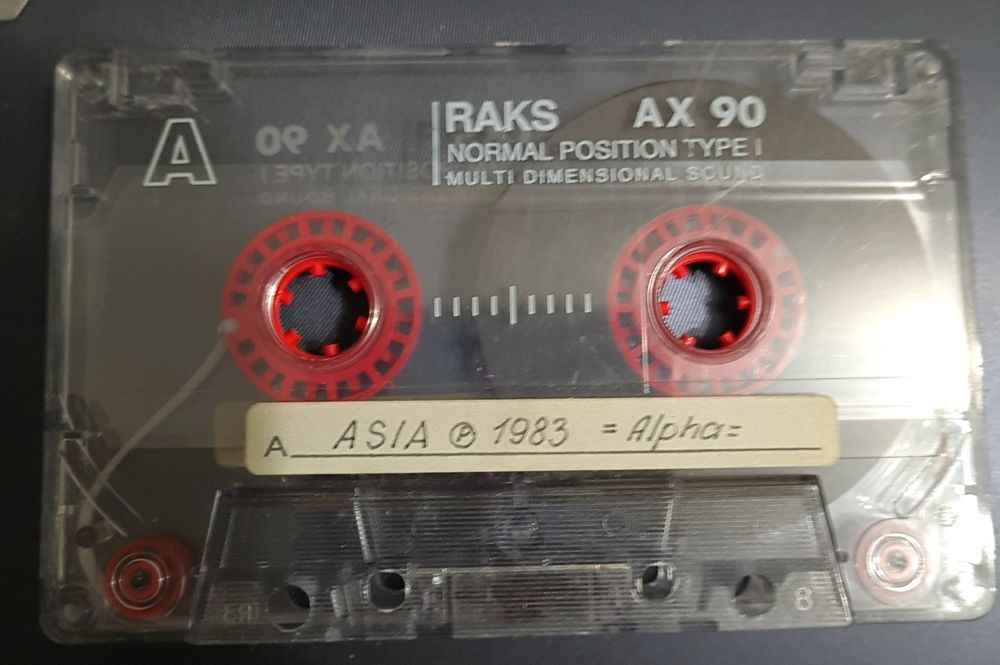 A
RAKS AX 90
NORMAL POSITION TYPE I
MULTI DIMENSIONAL SOUND
A ASIA Ⓟ 1983 =Alpha=